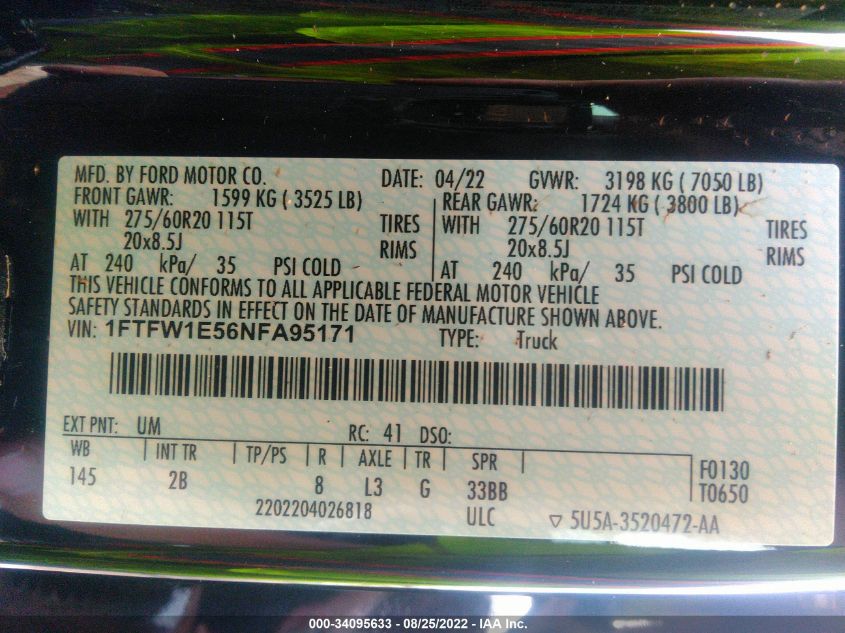 MFD. BY FORD MOTOR CO. DATE: 04/22 GVWR: 3198 KG ( 7050 LB)
FRONT GAWR: 1599 KG ( 3525 LB) REAR GAWR: 1724 KG ( 3800 LB)
WITH 275/60R20 115T TIRES WITH 275/60R20 115T TIRES
20x8.5J RIMS 20x8.5J RIMS
AT 240 kPa/ 35 PSI COLD AT 240 kPa/ 35 PSI COLD
THIS VEHICLE CONFORMS TO ALL APPLICABLE FEDERAL MOTOR VEHICLE
SAFETY STANDARDS IN EFFECT ON THE DATE OF MANUFACTURE SHOWN ABOVE.
VIN: 1FTFW1E56NFA95171 TYPE: Truck
EXT PNT: UM RC: 41 DSO:
WB INT TR TP/PS R AXLE TR SPR F0130
145 2B 8 L3 G 33BB T0650
2202204026818 ULC ▽ 5U5A-3520472-AA
000-34095633 - 08/25/2022 - IAA Inc.